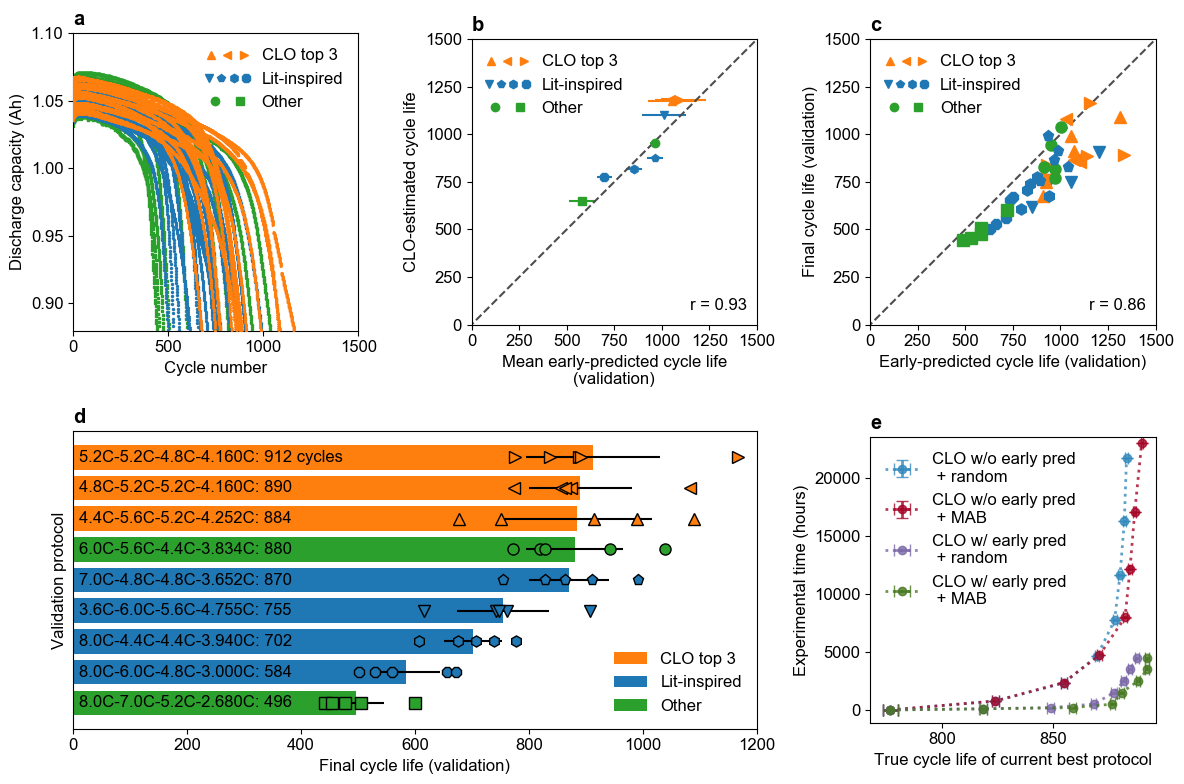 a
1.10
1.05
1.00
0.95
0.90
Discharge capacity (Ah)
CLO top 3
Lit-inspired
Other
0
500
1000
1500
Cycle number
b
1500
1250
1000
750
500
250
0
CLO-estimated cycle life
CLO top 3
Lit-inspired
Other
r = 0.93
0
250
500
750
1000
1250
1500
Mean early-predicted cycle life
(validation)
c
1500
1250
1000
750
500
250
0
Final cycle life (validation)
CLO top 3
Lit-inspired
Other
r = 0.86
0
250
500
750
1000
1250
1500
Early-predicted cycle life (validation)
d
Validation protocol
5.2C-5.2C-4.8C-4.160C: 912 cycles
4.8C-5.2C-5.2C-4.160C: 890
4.4C-5.6C-5.2C-4.252C: 884
6.0C-5.6C-4.4C-3.834C: 880
7.0C-4.8C-4.8C-3.652C: 870
3.6C-6.0C-5.6C-4.755C: 755
8.0C-4.4C-4.4C-3.940C: 702
8.0C-6.0C-4.8C-3.000C: 584
8.0C-7.0C-5.2C-2.680C: 496
CLO top 3
Lit-inspired
Other
0
200
400
600
800
1000
1200
Final cycle life (validation)
e
20000
15000
10000
5000
0
Experimental time (hours)
CLO w/o early pred
+ random
CLO w/o early pred
+ MAB
CLO w/ early pred
+ random
CLO w/ early pred
+ MAB
800
850
True cycle life of current best protocol